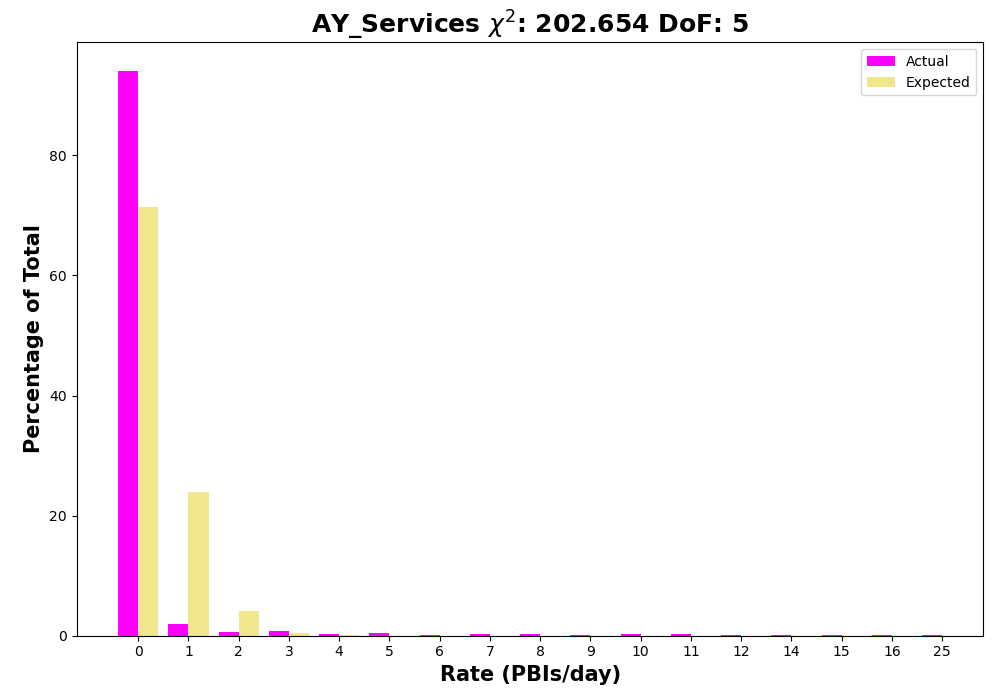 AY_Services χ²: 202.654 DoF: 5
Actual
Expected
Percentage of Total
80
60
40
20
0
0 1 2 3 4 5 6 7 8 9 10 11 12 14 15 16 25
Rate (PBIs/day)